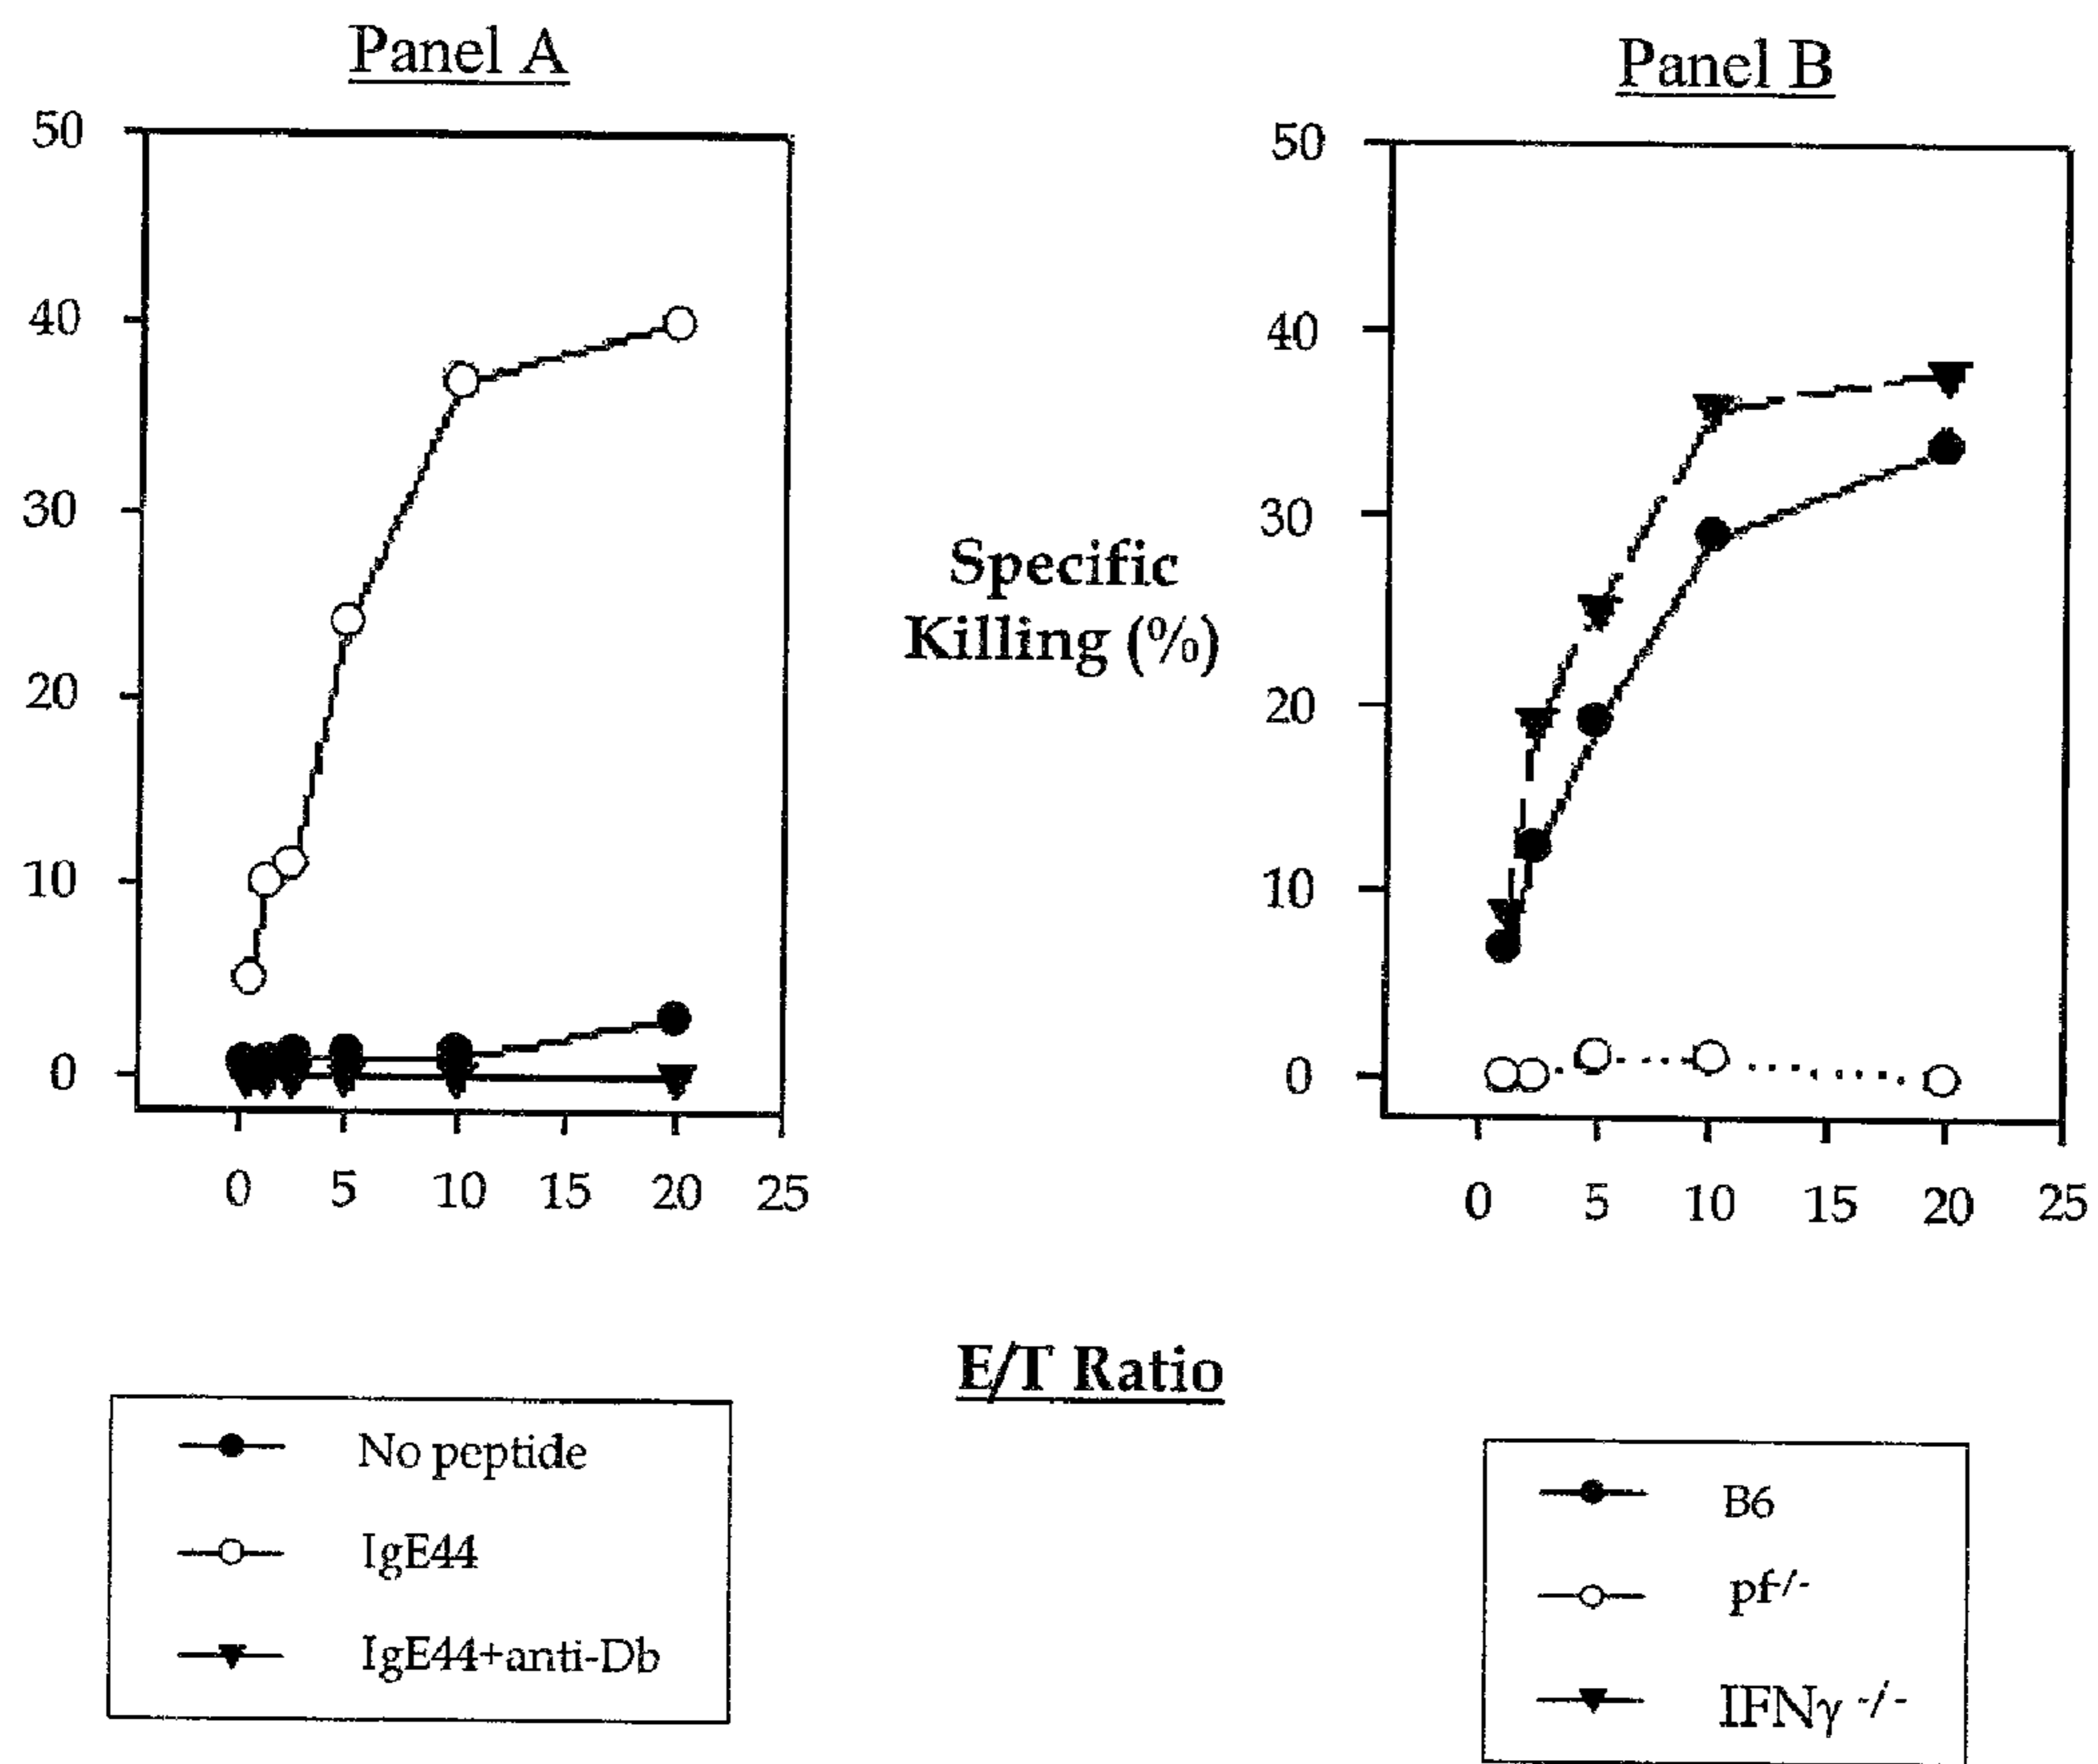 Panel A
50
40
30
20
10
0
0 5 10 15 20 25
Specific
Killing (%)
Panel B
50
40
30
20
10
0
0 5 10 15 20 25
E/T Ratio
No peptide
IgE44
IgE44+anti-Db
B6
pf-/-
IFNγ -/-